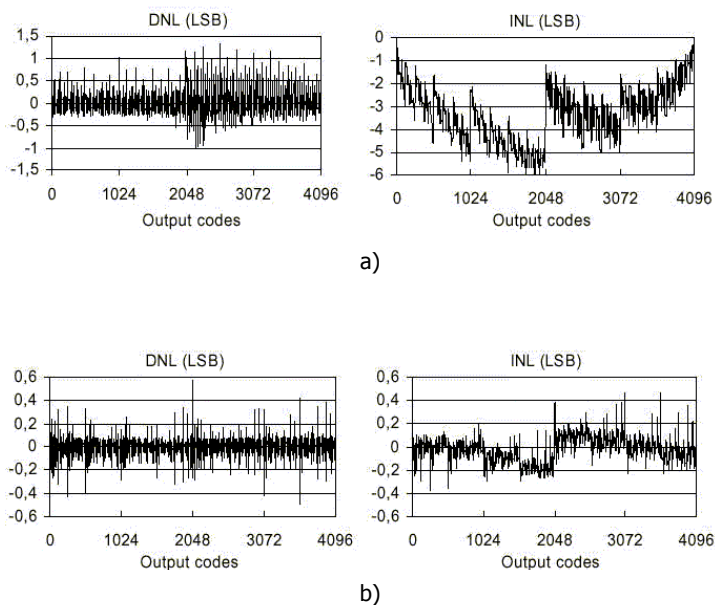 DNL (LSB)
1,5
1
0,5
0
-0,5
-1
-1,5
0 1024 2048 3072 4096
Output codes
INL (LSB)
0
-1
-2
-3
-4
-5
-6
0 1024 2048 3072 4096
Output codes
a)
DNL (LSB)
0,6
0,4
0,2
0
-0,2
-0,4
-0,6
0 1024 2048 3072 4096
Output codes
INL (LSB)
0,6
0,4
0,2
0
-0,2
-0,4
-0,6
0 1024 2048 3072 4096
Output codes
b)